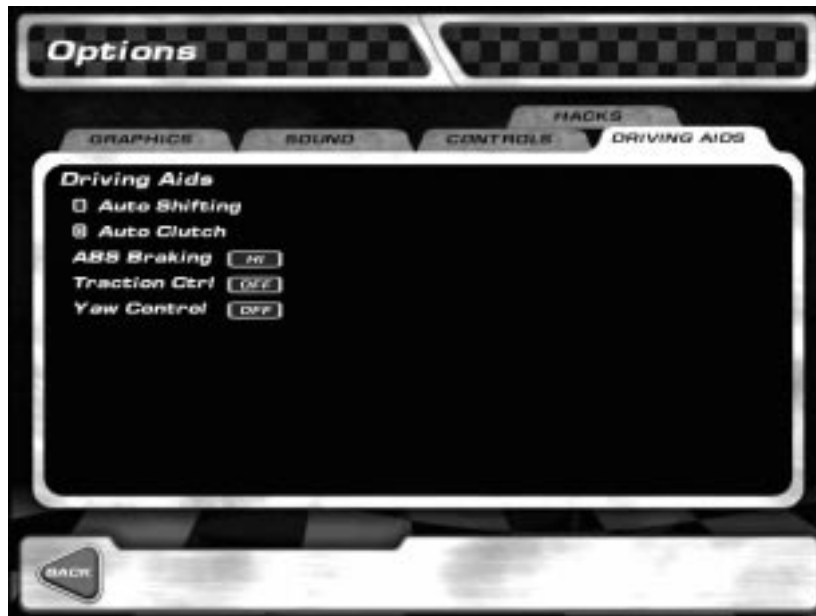 Options
HACKS
GRAPHICS SOUND CONTROLS DRIVING AIDS
Driving Aids
Auto Shifting
Auto Clutch
ABS Braking HI
Traction Ctrl OFF
Yaw Control OFF
BACK